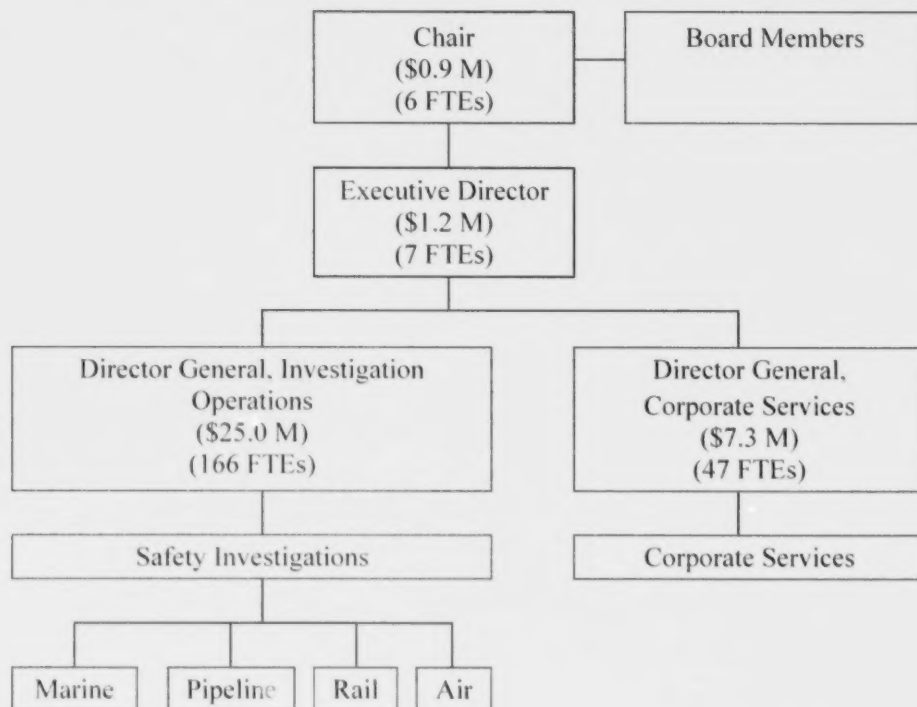 Chair
($0.9 M)
(6 FTEs)
Board Members
Executive Director
($1.2 M)
(7 FTEs)
Director General, Investigation
Operations
($25.0 M)
(166 FTEs)
Director General,
Corporate Services
($7.3 M)
(47 FTEs)
Safety Investigations
Corporate Services
Marine
Pipeline
Rail
Air